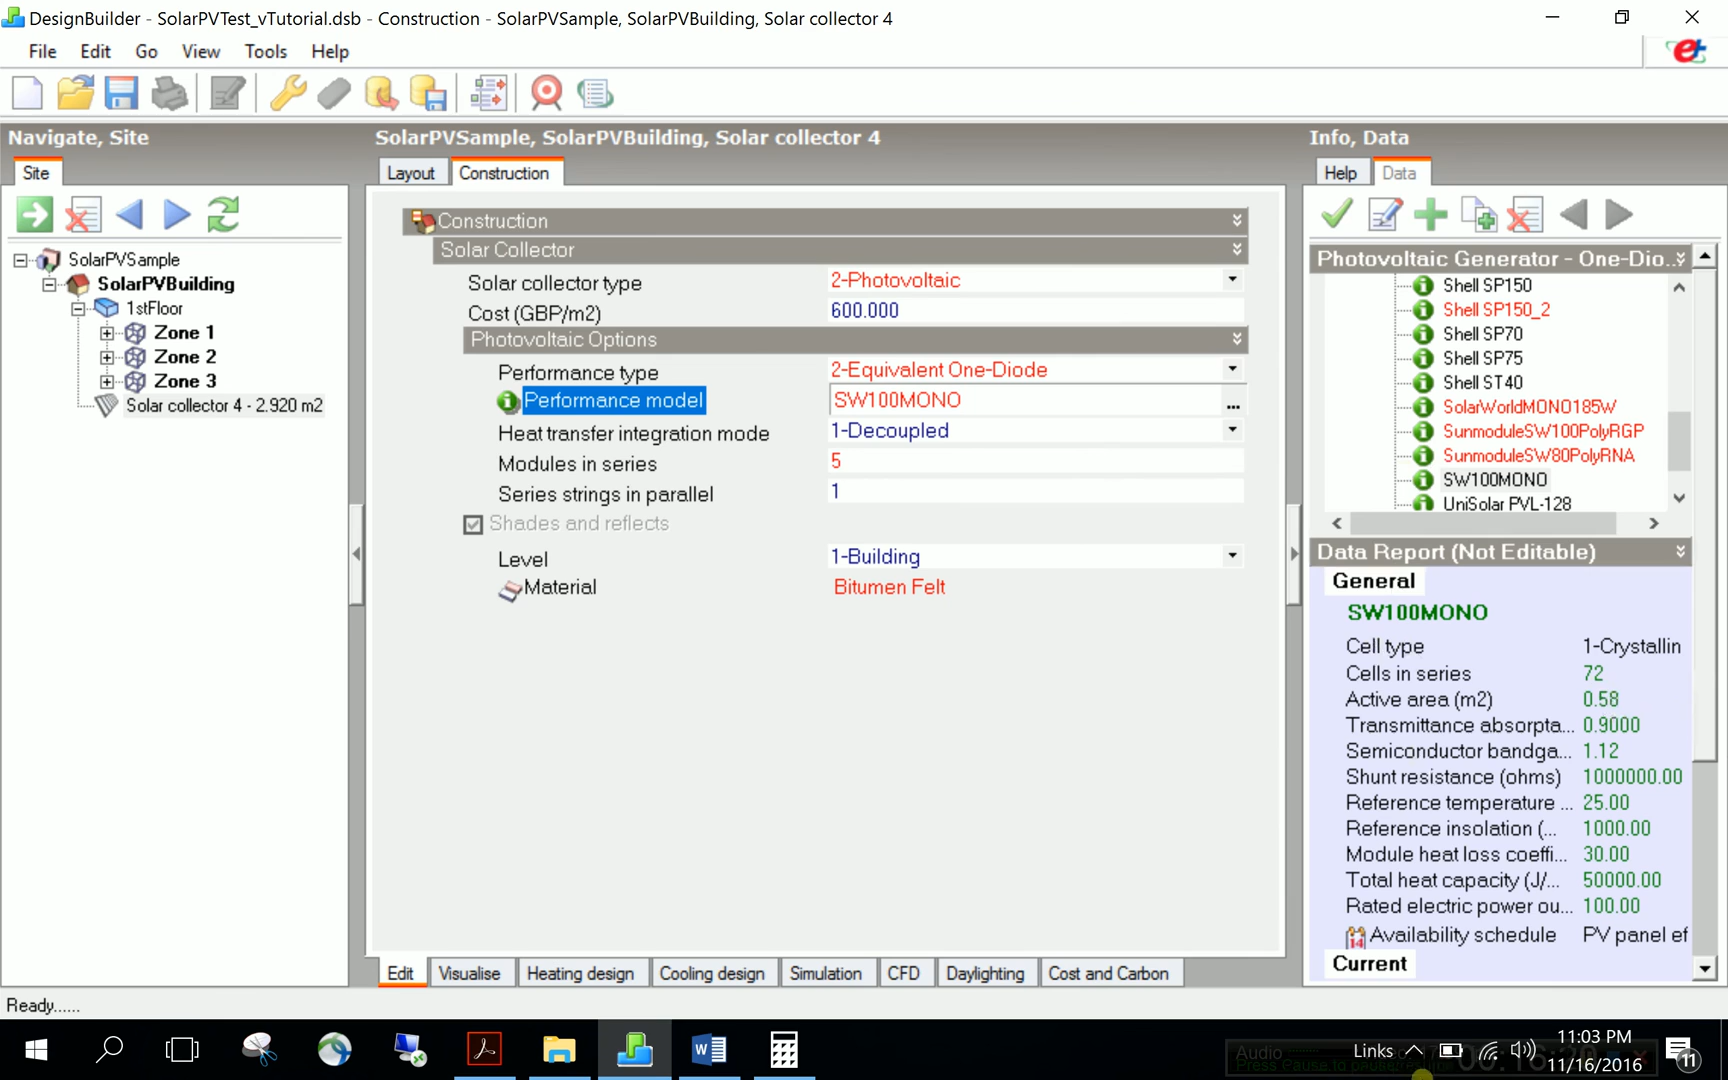 DesignBuilder - SolarPVTest_vTutorial.dsb - Construction - SolarPVSample, SolarPVBuilding, Solar collector 4
File Edit Go View Tools Help
Navigate, Site
Site
SolarPVSample
SolarPVBuilding
1stFloor
Zone 1
Zone 2
Zone 3
Solar collector 4 - 2.920 m2
SolarPVSample, SolarPVBuilding, Solar collector 4
Layout Construction
Construction
Solar Collector
Solar collector type 2-Photovoltaic
Cost (GBP/m2) 600.000
Photovoltaic Options
Performance type 2-Equivalent One-Diode
Performance model SW100MONO ...
Heat transfer integration mode 1-Decoupled
Modules in series 5
Series strings in parallel 1
Shades and reflects
Level 1-Building
Material Bitumen Felt
Edit Visualise Heating design Cooling design Simulation CFD Daylighting Cost and Carbon
Info, Data
Help Data
Photovoltaic Generator - One-Dio..
Shell SP150
Shell SP150_2
Shell SP70
Shell SP75
Shell ST40
SolarWorldMONO185W
SunmoduleSW100PolyRGP
SunmoduleSW80PolyRNA
SW100MONO
UniSolar PVL-128
Data Report (Not Editable)
General
SW100MONO
Cell type 1-Crystallin
Cells in series 72
Active area (m2) 0.58
Transmittance absorpta... 0.9000
Semiconductor bandga... 1.12
Shunt resistance (ohms) 1000000.00
Reference temperature ... 25.00
Reference insolation (... 1000.00
Module heat loss coeffi... 30.00
Total heat capacity (J/... 50000.00
Rated electric power ou... 100.00
14 Availability schedule PV panel ef
Current
Ready......
Audio
Press Pause to pause
Links
11:03 PM
11/16/2016
11